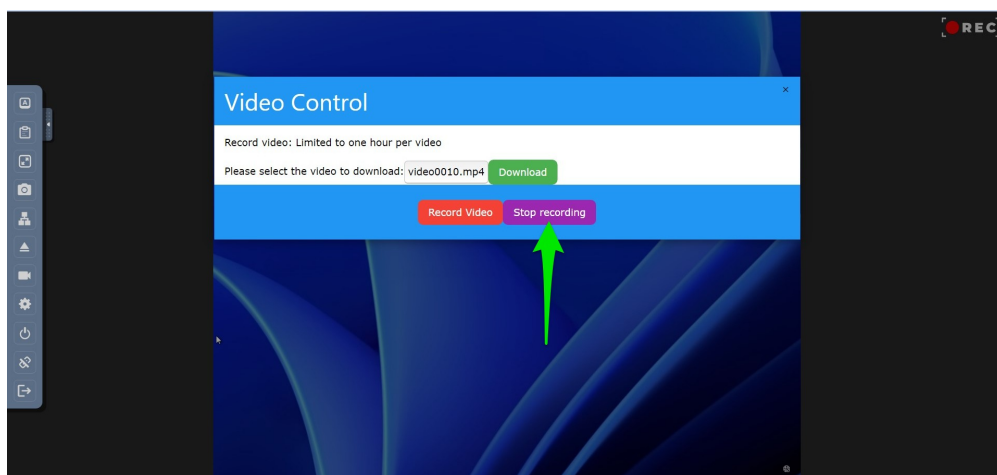 REC
Video Control
×
Record video: Limited to one hour per video
Please select the video to download: video0010.mp4 Download
Record Video Stop recording
A